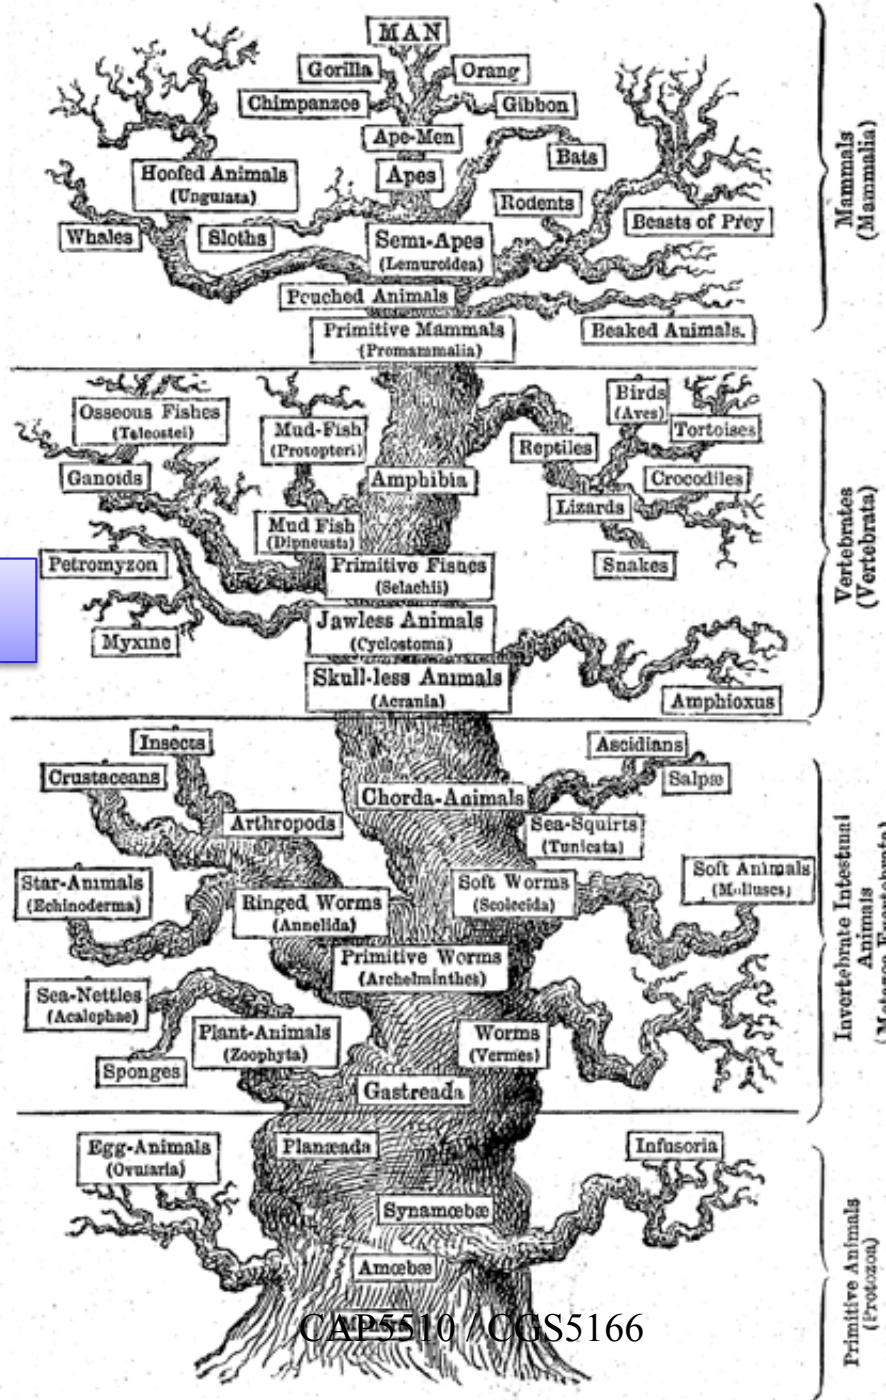 MAN
Gorilla
Orang
Chimpanzee
Gibbon
Ape-Men
Bats
Hoofed Animals
(Ungulata)
Apes
Rodents
Beasts of Prey
Whales
Sloths
Semi-Apes
(Lemuroidea)
Pouched Animals
Primitive Mammals
(Promammalia)
Beaked Animals.
Mammals
(Mammalia)
Osseous Fishes
(Teleostei)
Mud-Fish
(Protopteri)
Birds
(Aves)
Tortoises
Reptiles
Ganoids
Amphibia
Crocodiles
Lizards
Mud Fish
(Dipneusta)
Petromyzon
Primitive Fishes
(Selachii)
Snakes
Myxine
Jawless Animals
(Cyclostoma)
Skull-less Animals
(Acrania)
Amphioxus
Vertebrates
(Vertebrata)
Insects
Ascidians
Crustaceans
Salpæ
Chorda-Animals
Arthropods
Sea-Squirts
(Tunicata)
Star-Animals
(Echinoderma)
Ringed Worms
(Annelida)
Soft Worms
(Scolecida)
Soft Animals
(Molluscs)
Primitive Worms
(Archelminthes)
Sea-Nettles
(Acalephae)
Plant-Animals
(Zoophyta)
Worms
(Vermes)
Sponges
Gastreada
Invertebrate Intestinal
Animals
Egg-Animals
(Ovularia)
Planæada
Infusoria
Synamœbæ
Amœbæ
Primitive Animals
(Protozoa)
CAP5510 / CGS5166